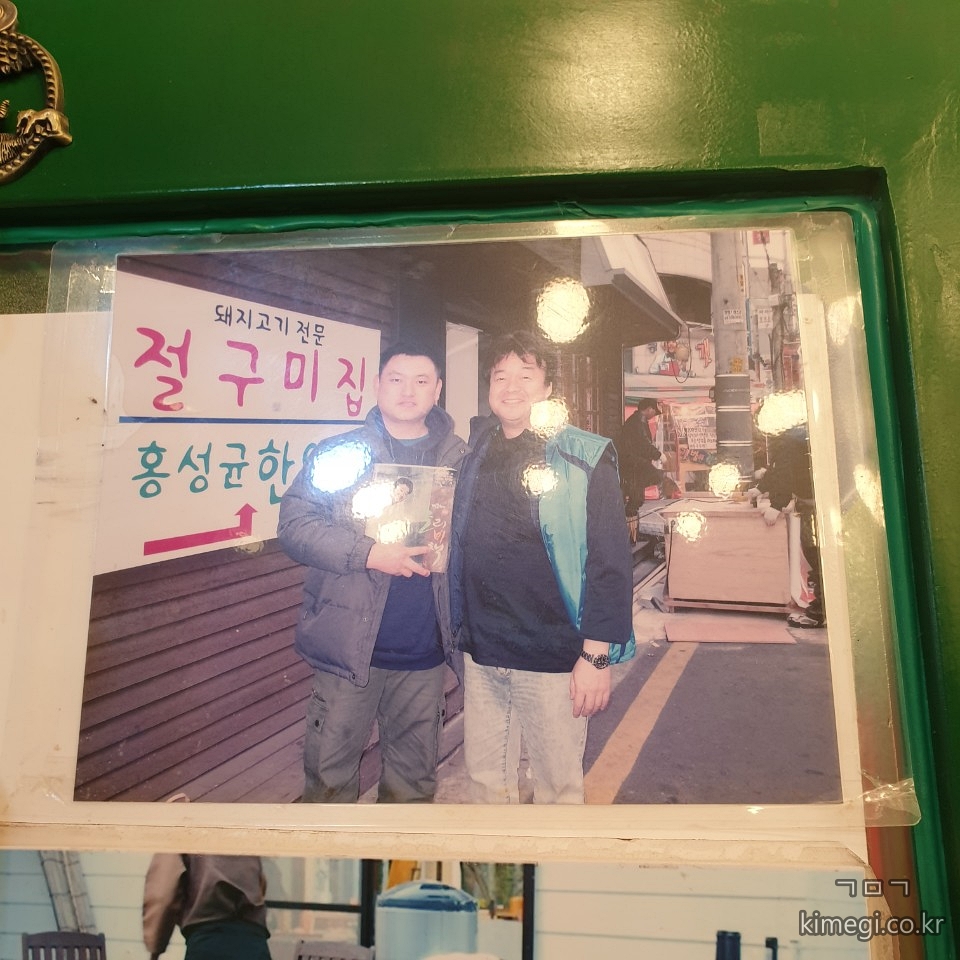 돼지고기 전문
절 구미집
홍성균한
ㄱㅁㄱ
kimegi.co.kr